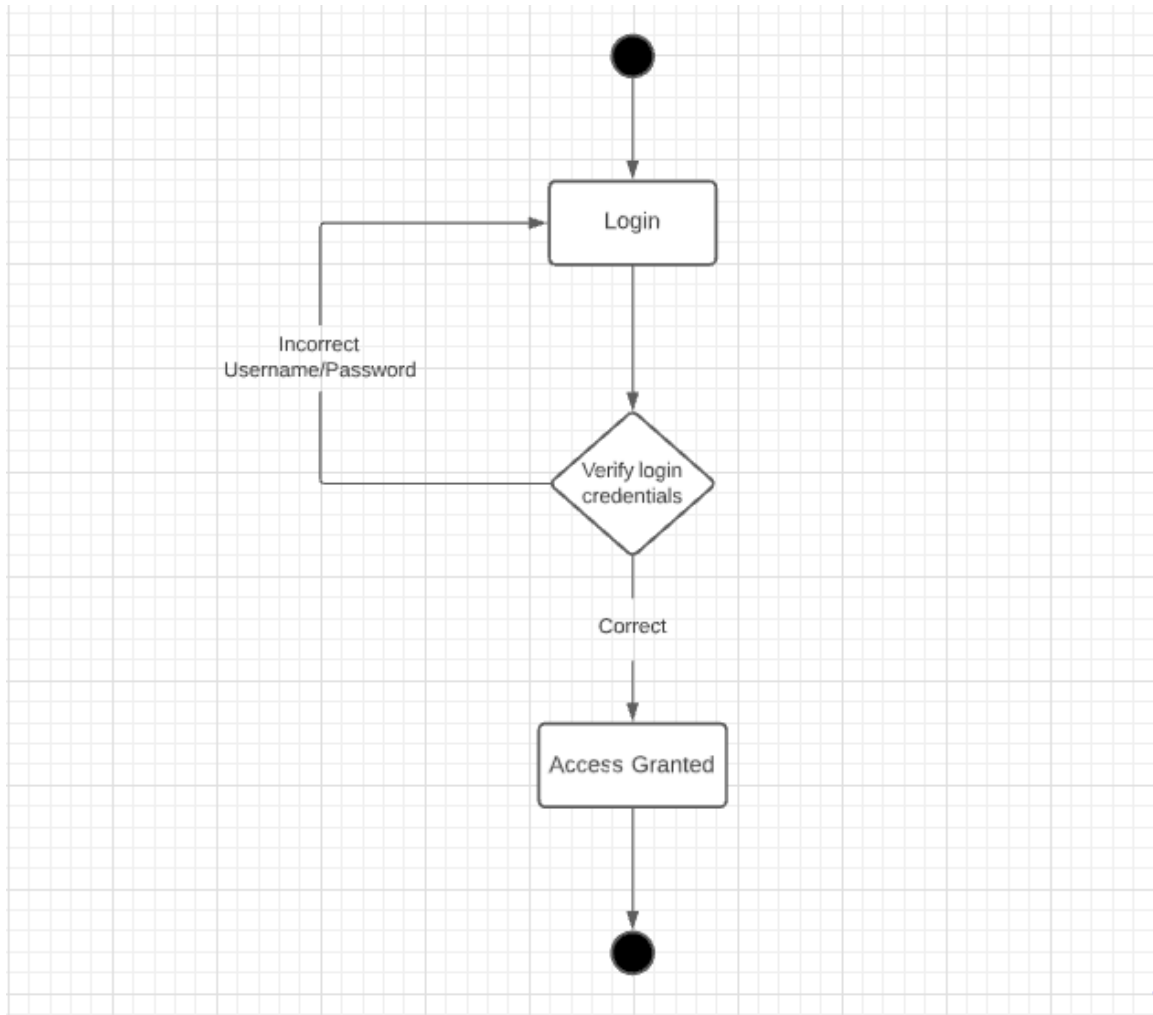 Login
Incorrect
Username/Password
Verify login
credentials
Correct
Access Granted